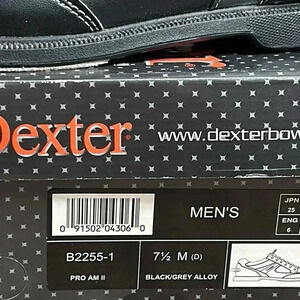 Dexter
www.dexterbow
0 91502 04306 0
MEN'S
JPN
25
ENG
6
B2255-1
7½ M (D)
PRO AM II
BLACK/GREY ALLOY